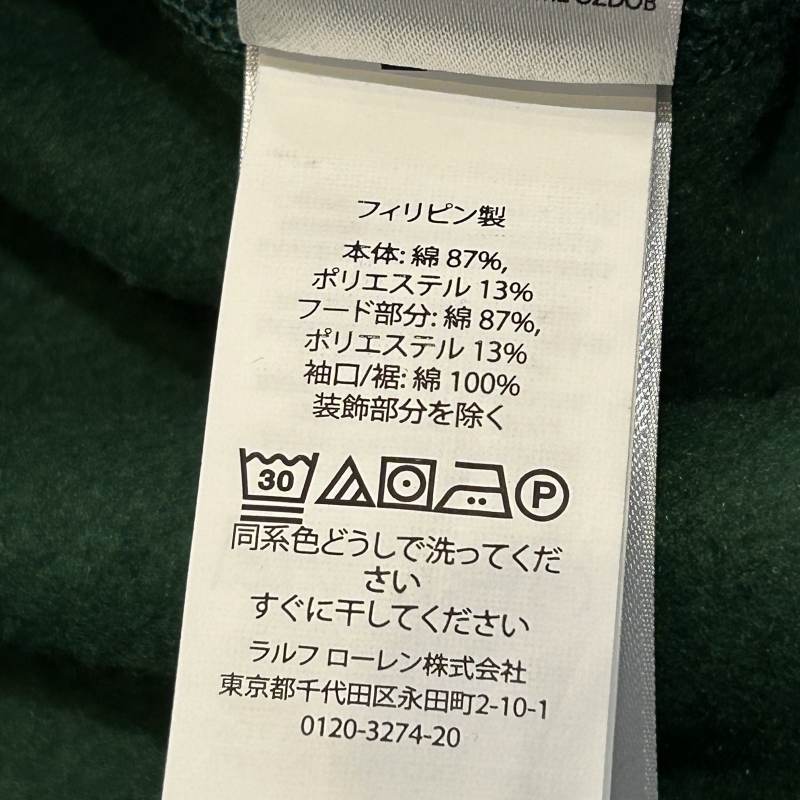 OZDOB
フィリピン製
本体: 綿 87%,
ポリエステル 13%
フード部分: 綿 87%,
ポリエステル 13%
袖口/裾: 綿 100%
装飾部分を除く
30 P
同系色どうしで洗ってくだ
さい
すぐに干してください
ラルフ ローレン株式会社
東京都千代田区永田町2-10-1
0120-3274-20